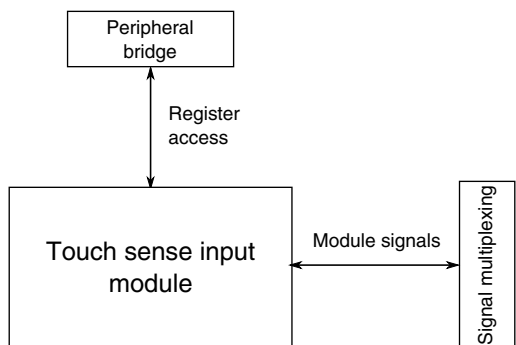 Peripheral
bridge
Register
access
Touch sense input
module
Module signals
Signal multiplexing